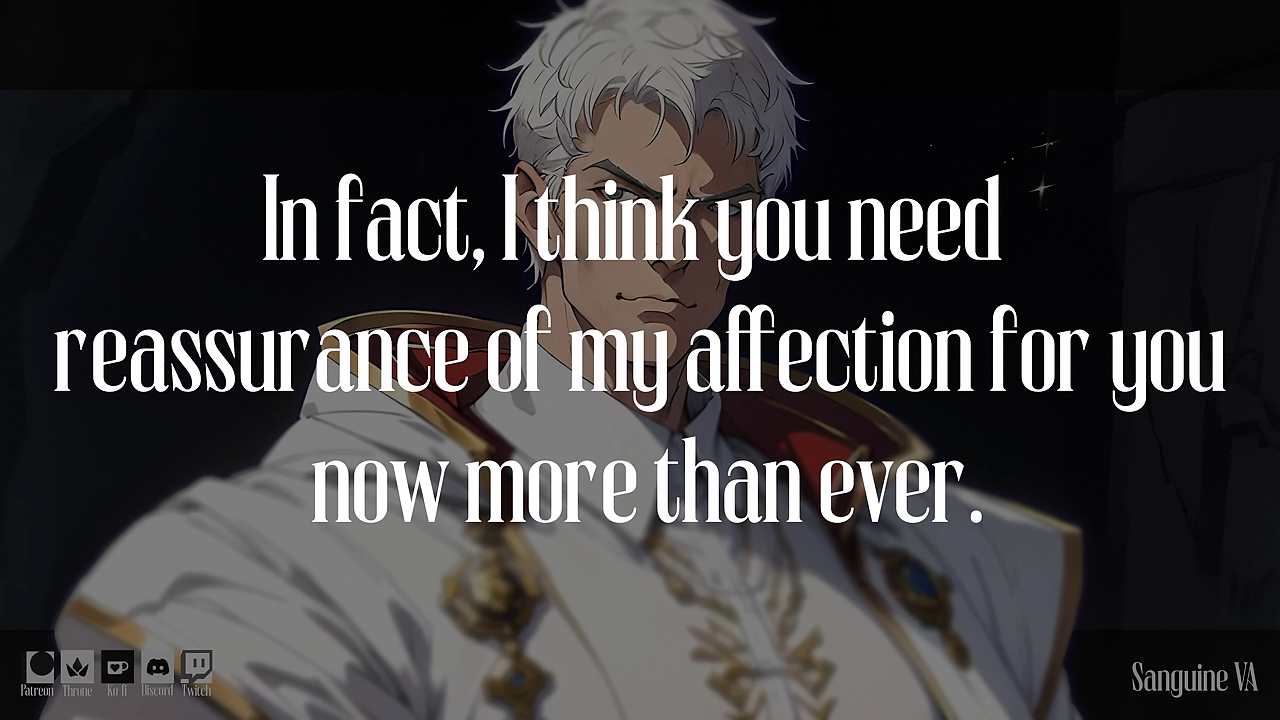 In fact, I think you need
reassurance of my affection for you
now more than ever.
Patreon Throne Ko-fi Discord Twitch
Sanguine VA